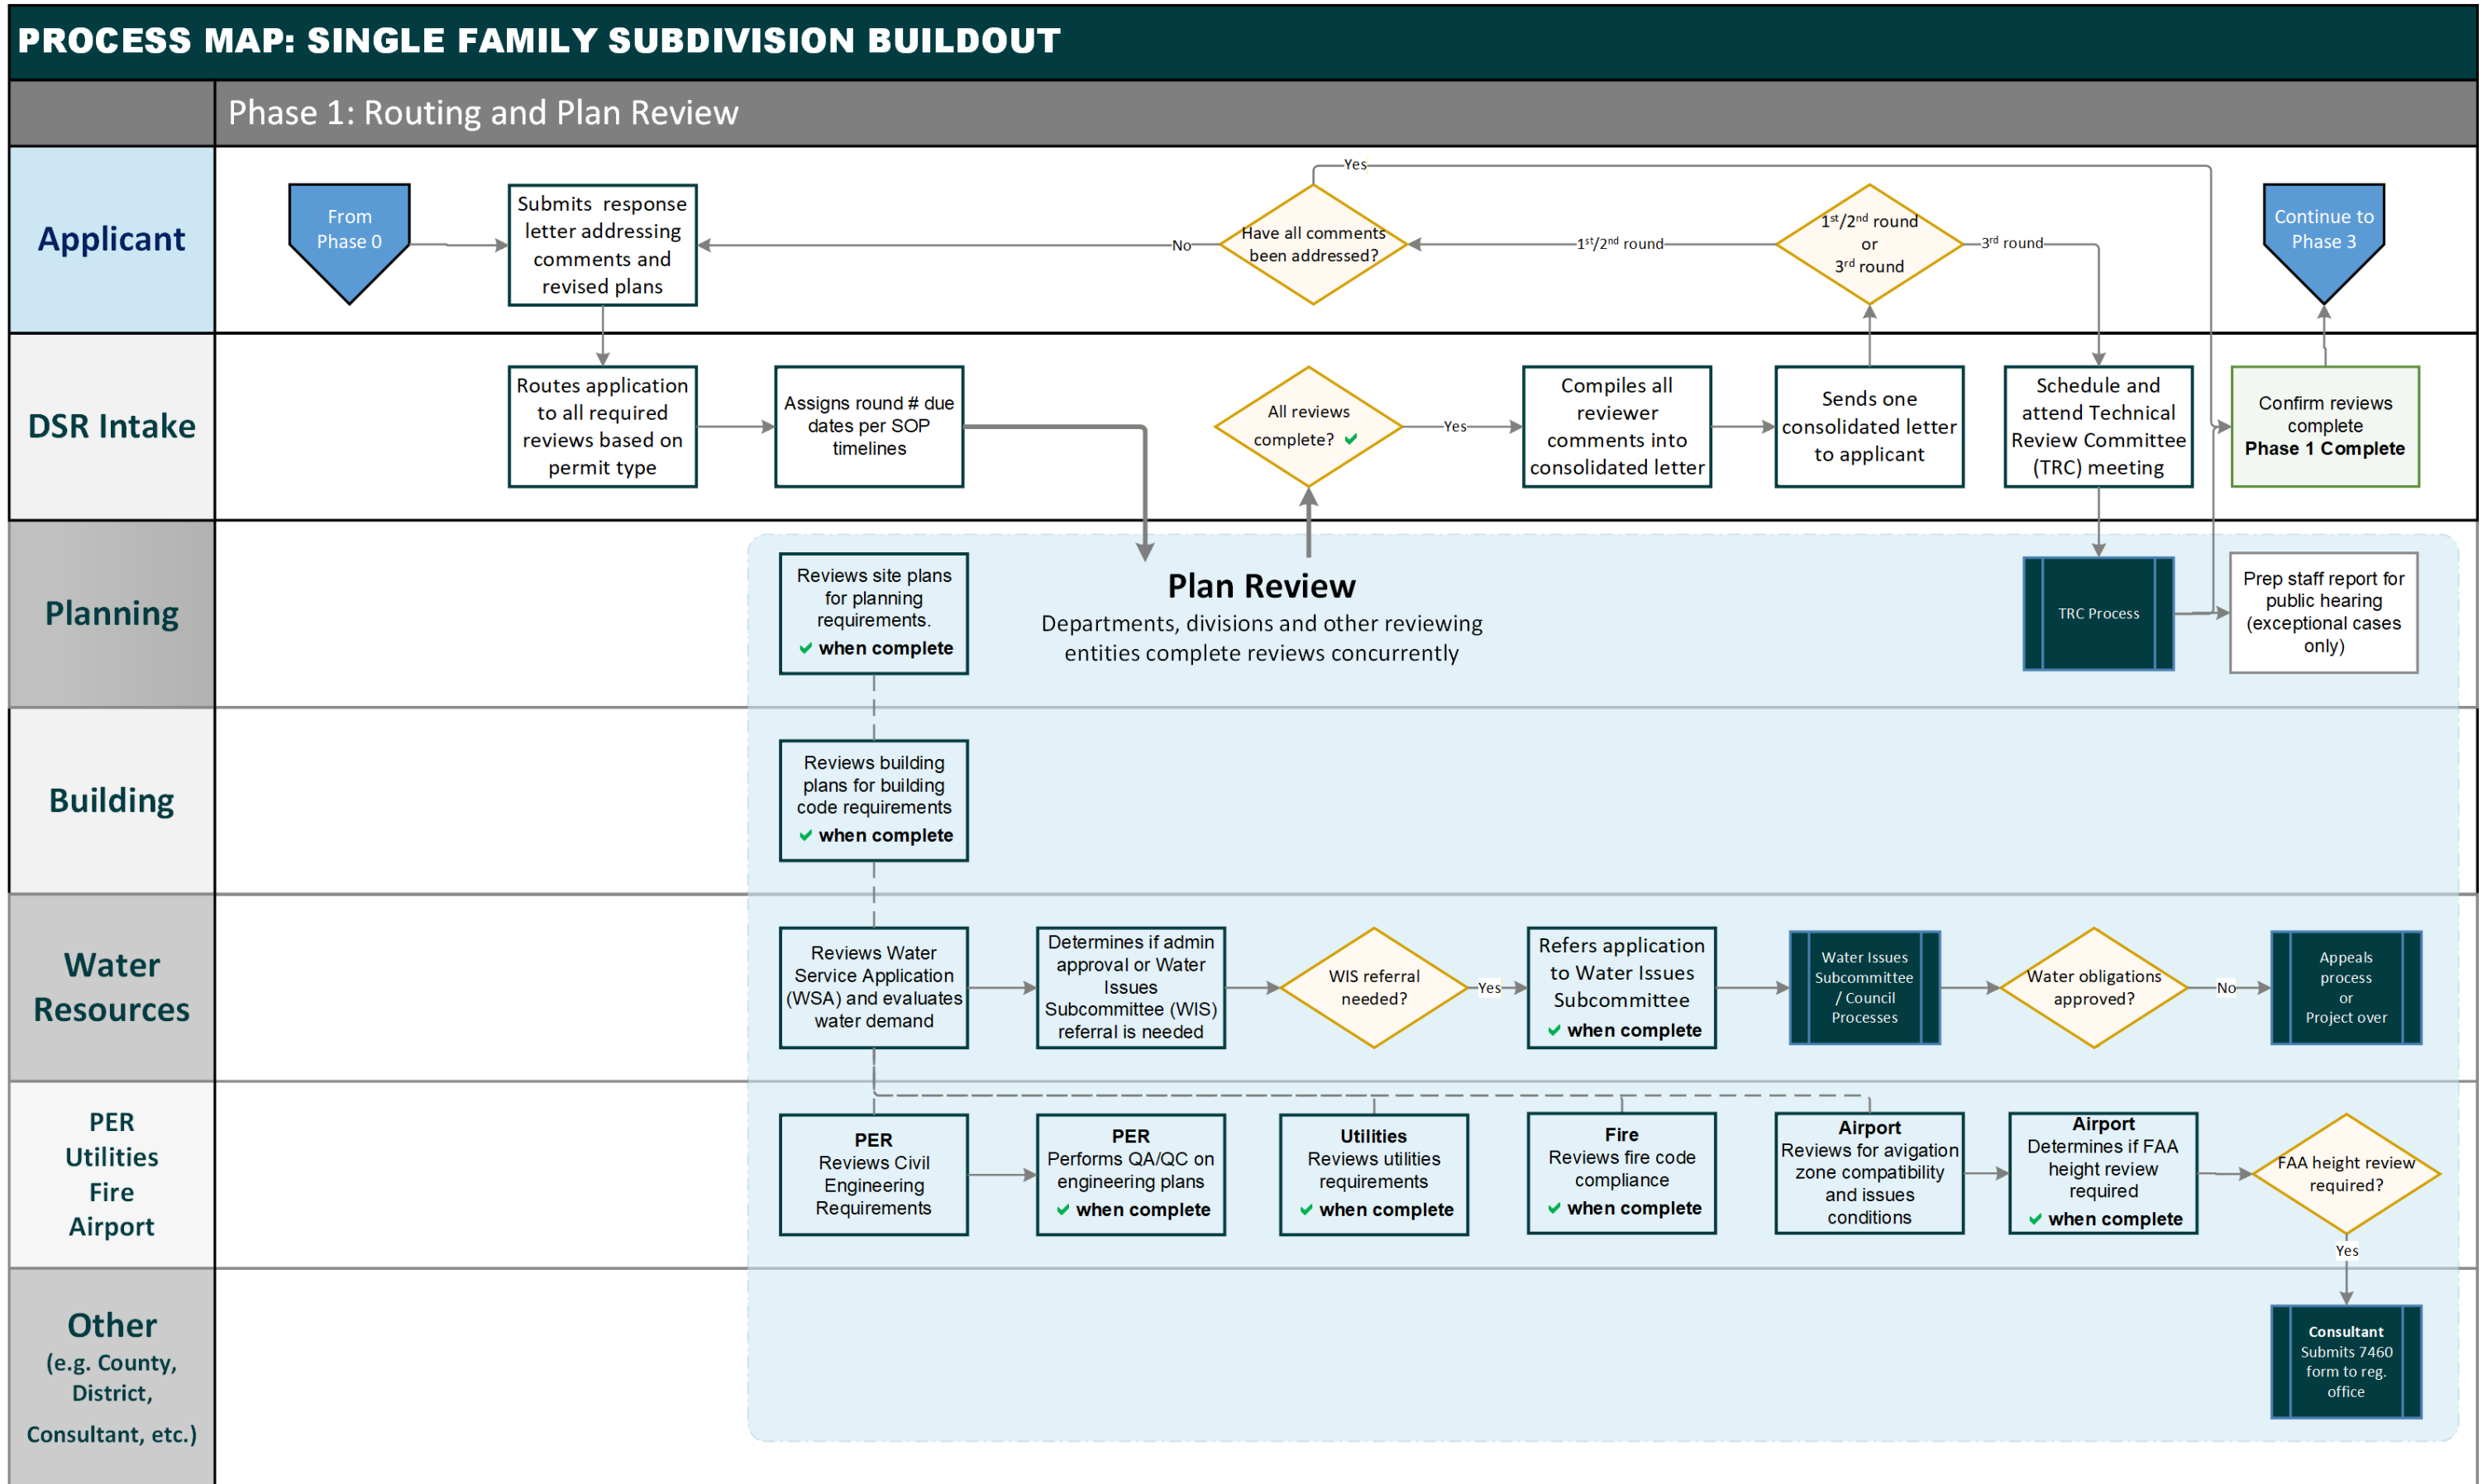 PROCESS MAP: SINGLE FAMILY SUBDIVISION BUILDOUT
Phase 1: Routing and Plan Review
Applicant
From
Phase 0
Submits response
letter addressing
comments and
revised plans
No
Have all comments
been addressed?
Yes
1st/2nd round
1st/2nd round
or
3rd round
3rd round
Continue to
Phase 3
DSR Intake
Routes application
to all required
reviews based on
permit type
Assigns round # due
dates per SOP
timelines
All reviews
complete? ✔
Yes
Compiles all
reviewer
comments into
consolidated letter
Sends one
consolidated letter
to applicant
Schedule and
attend Technical
Review Committee
(TRC) meeting
Confirm reviews
complete
Phase 1 Complete
Planning
Reviews site plans
for planning
requirements.
✔ when complete
Plan Review
Departments, divisions and other reviewing
entities complete reviews concurrently
TRC Process
Prep staff report for
public hearing
(exceptional cases
only)
Building
Reviews building
plans for building
code requirements
✔ when complete
Water
Resources
Reviews Water
Service Application
(WSA) and evaluates
water demand
Determines if admin
approval or Water
Issues
Subcommittee (WIS)
referral is needed
WIS referral
needed?
Yes
Refers application
to Water Issues
Subcommittee
✔ when complete
Water Issues
Subcommittee
/ Council
Processes
Water obligations
approved?
No
Appeals
process
or
Project over
PER
Utilities
Fire
Airport
PER
Reviews Civil
Engineering
Requirements
PER
Performs QA/QC on
engineering plans
✔ when complete
Utilities
Reviews utilities
requirements
✔ when complete
Fire
Reviews fire code
compliance
✔ when complete
Airport
Reviews for avigation
zone compatibility
and issues
conditions
Airport
Determines if FAA
height review
required
✔ when complete
FAA height review
required?
Yes
Other
(e.g. County,
District,
Consultant, etc.)
Consultant
Submits 7460
form to reg.
office